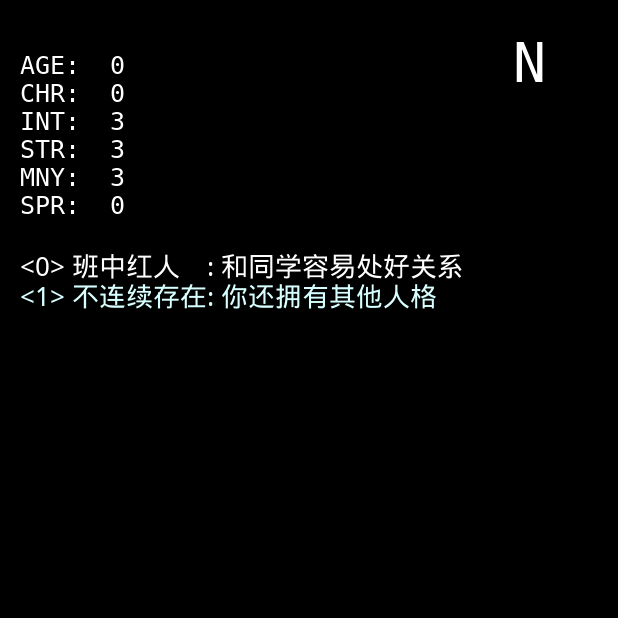 N
AGE: 0
CHR: 0
INT: 3
STR: 3
MNY: 3
SPR: 0
<0> 班中红人 : 和同学容易处好关系
<1> 不连续存在: 你还拥有其他人格